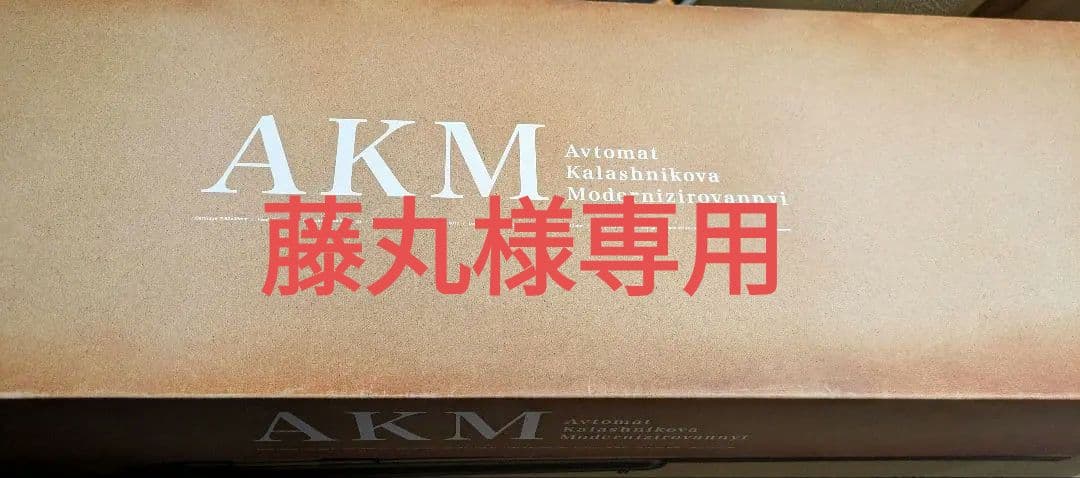 AKM
Avtomat
Kalashnikova
Modernizirovannyi
藤丸様専用
AKM
Avtomat
Kalashnikova
Modernizirovannyi